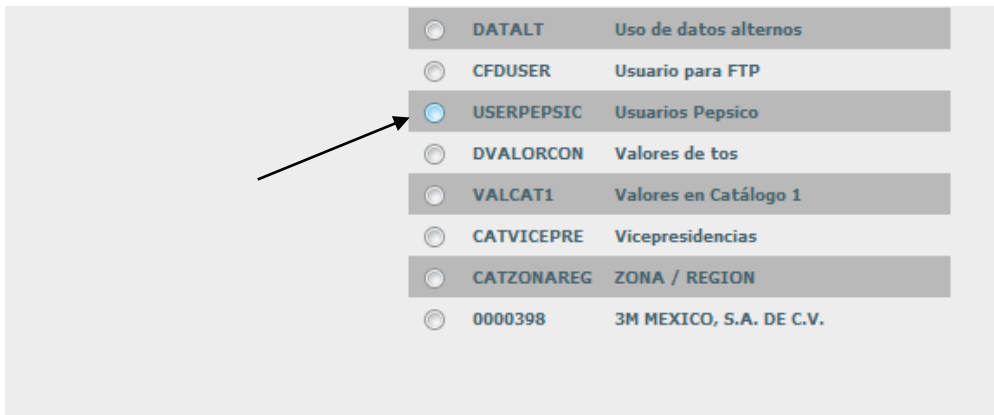 DATALT Uso de datos alternos
CFDUSER Usuario para FTP
USERPEPSIC Usuarios Pepsico
DVALORCON Valores de tos
VALCAT1 Valores en Catálogo 1
CATVICEPRE Vicepresidencias
CATZONAREG ZONA / REGION
0000398 3M MEXICO, S.A. DE C.V.